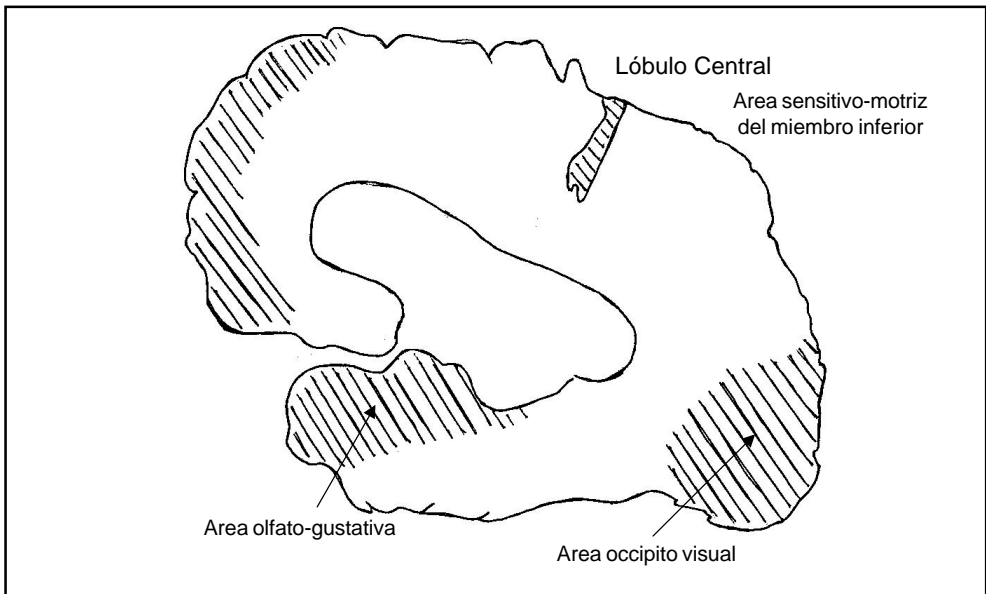 Lóbulo Central
Area sensitivo-motriz
del miembro inferior
Area olfato-gustativa
Area occipito visual